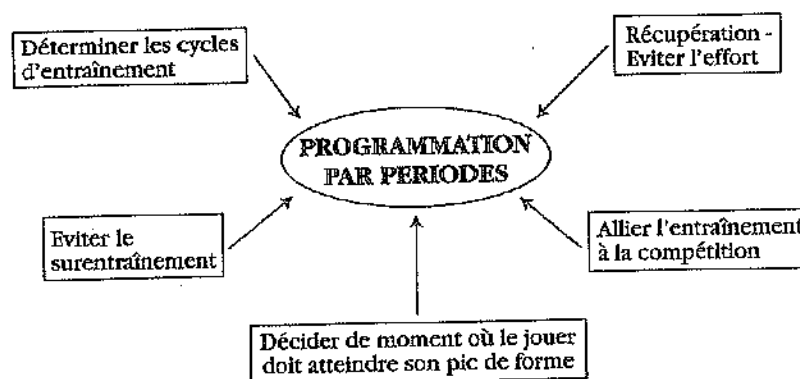 Déterminer les cycles
d'entraînement
Récupération -
Eviter l'effort
PROGRAMMATION
PAR PERIODES
Eviter le
surentraînement
Allier l'entraînement
à la compétition
Décider de moment où le jouer
doit atteindre son pic de forme